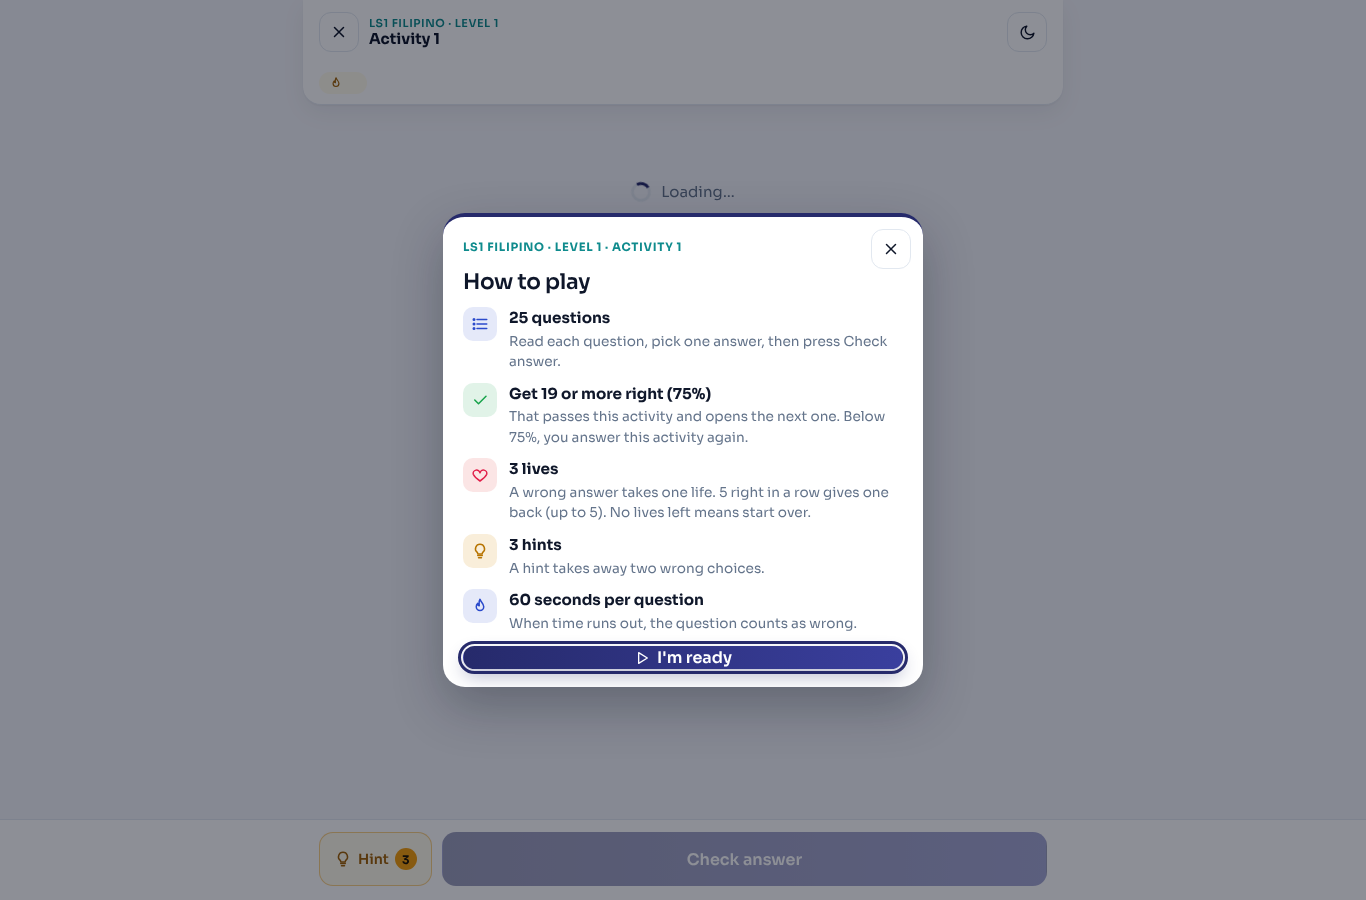 LS1 FILIPINO · LEVEL 1
Activity 1
Loading...
LS1 FILIPINO · LEVEL 1 · ACTIVITY 1
How to play
25 questions
Read each question, pick one answer, then press Check
answer.
Get 19 or more right (75%)
That passes this activity and opens the next one. Below
75%, you answer this activity again.
3 lives
A wrong answer takes one life. 5 right in a row gives one
back (up to 5). No lives left means start over.
3 hints
A hint takes away two wrong choices.
60 seconds per question
When time runs out, the question counts as wrong.
I'm ready
Hint 3
Check answer